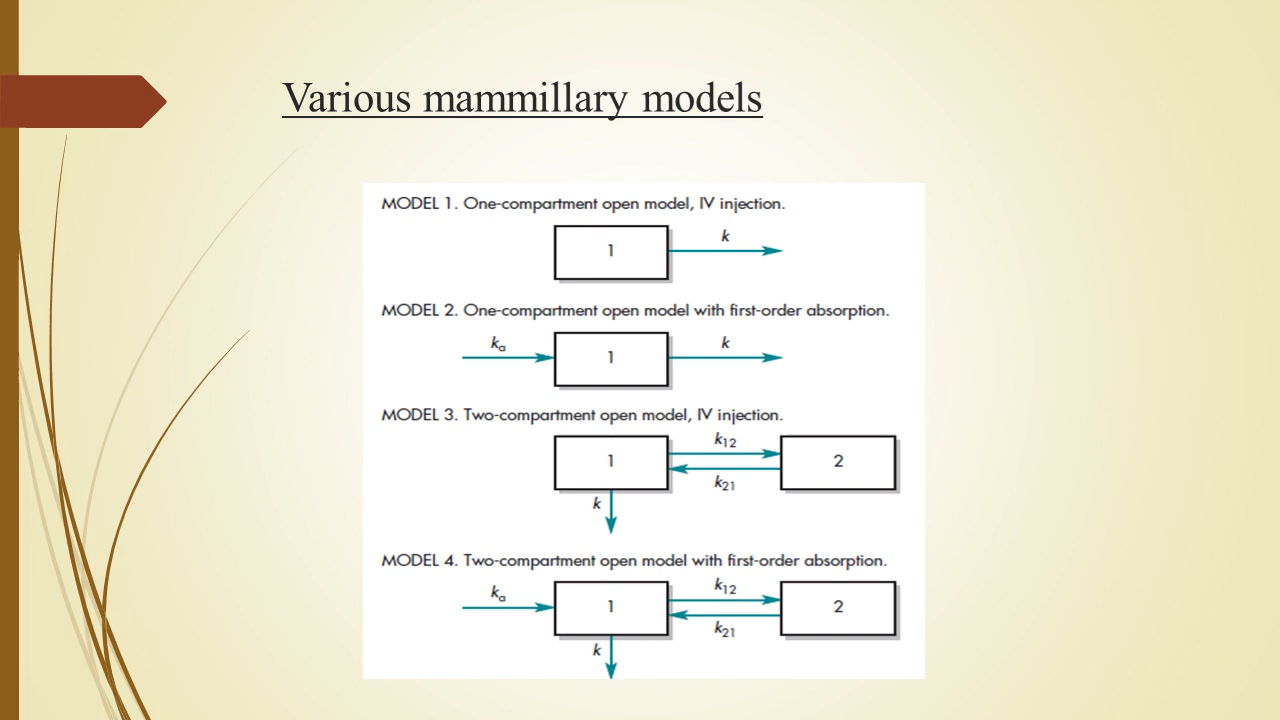 Various mammillary models
MODEL 1. One-compartment open model, IV injection.
1
k
MODEL 2. One-compartment open model with first-order absorption.
kₐ
1
k
MODEL 3. Two-compartment open model, IV injection.
k₁₂
1
2
k₂₁
k
MODEL 4. Two-compartment open model with first-order absorption.
k₁₂
kₐ
1
2
k₂₁
k